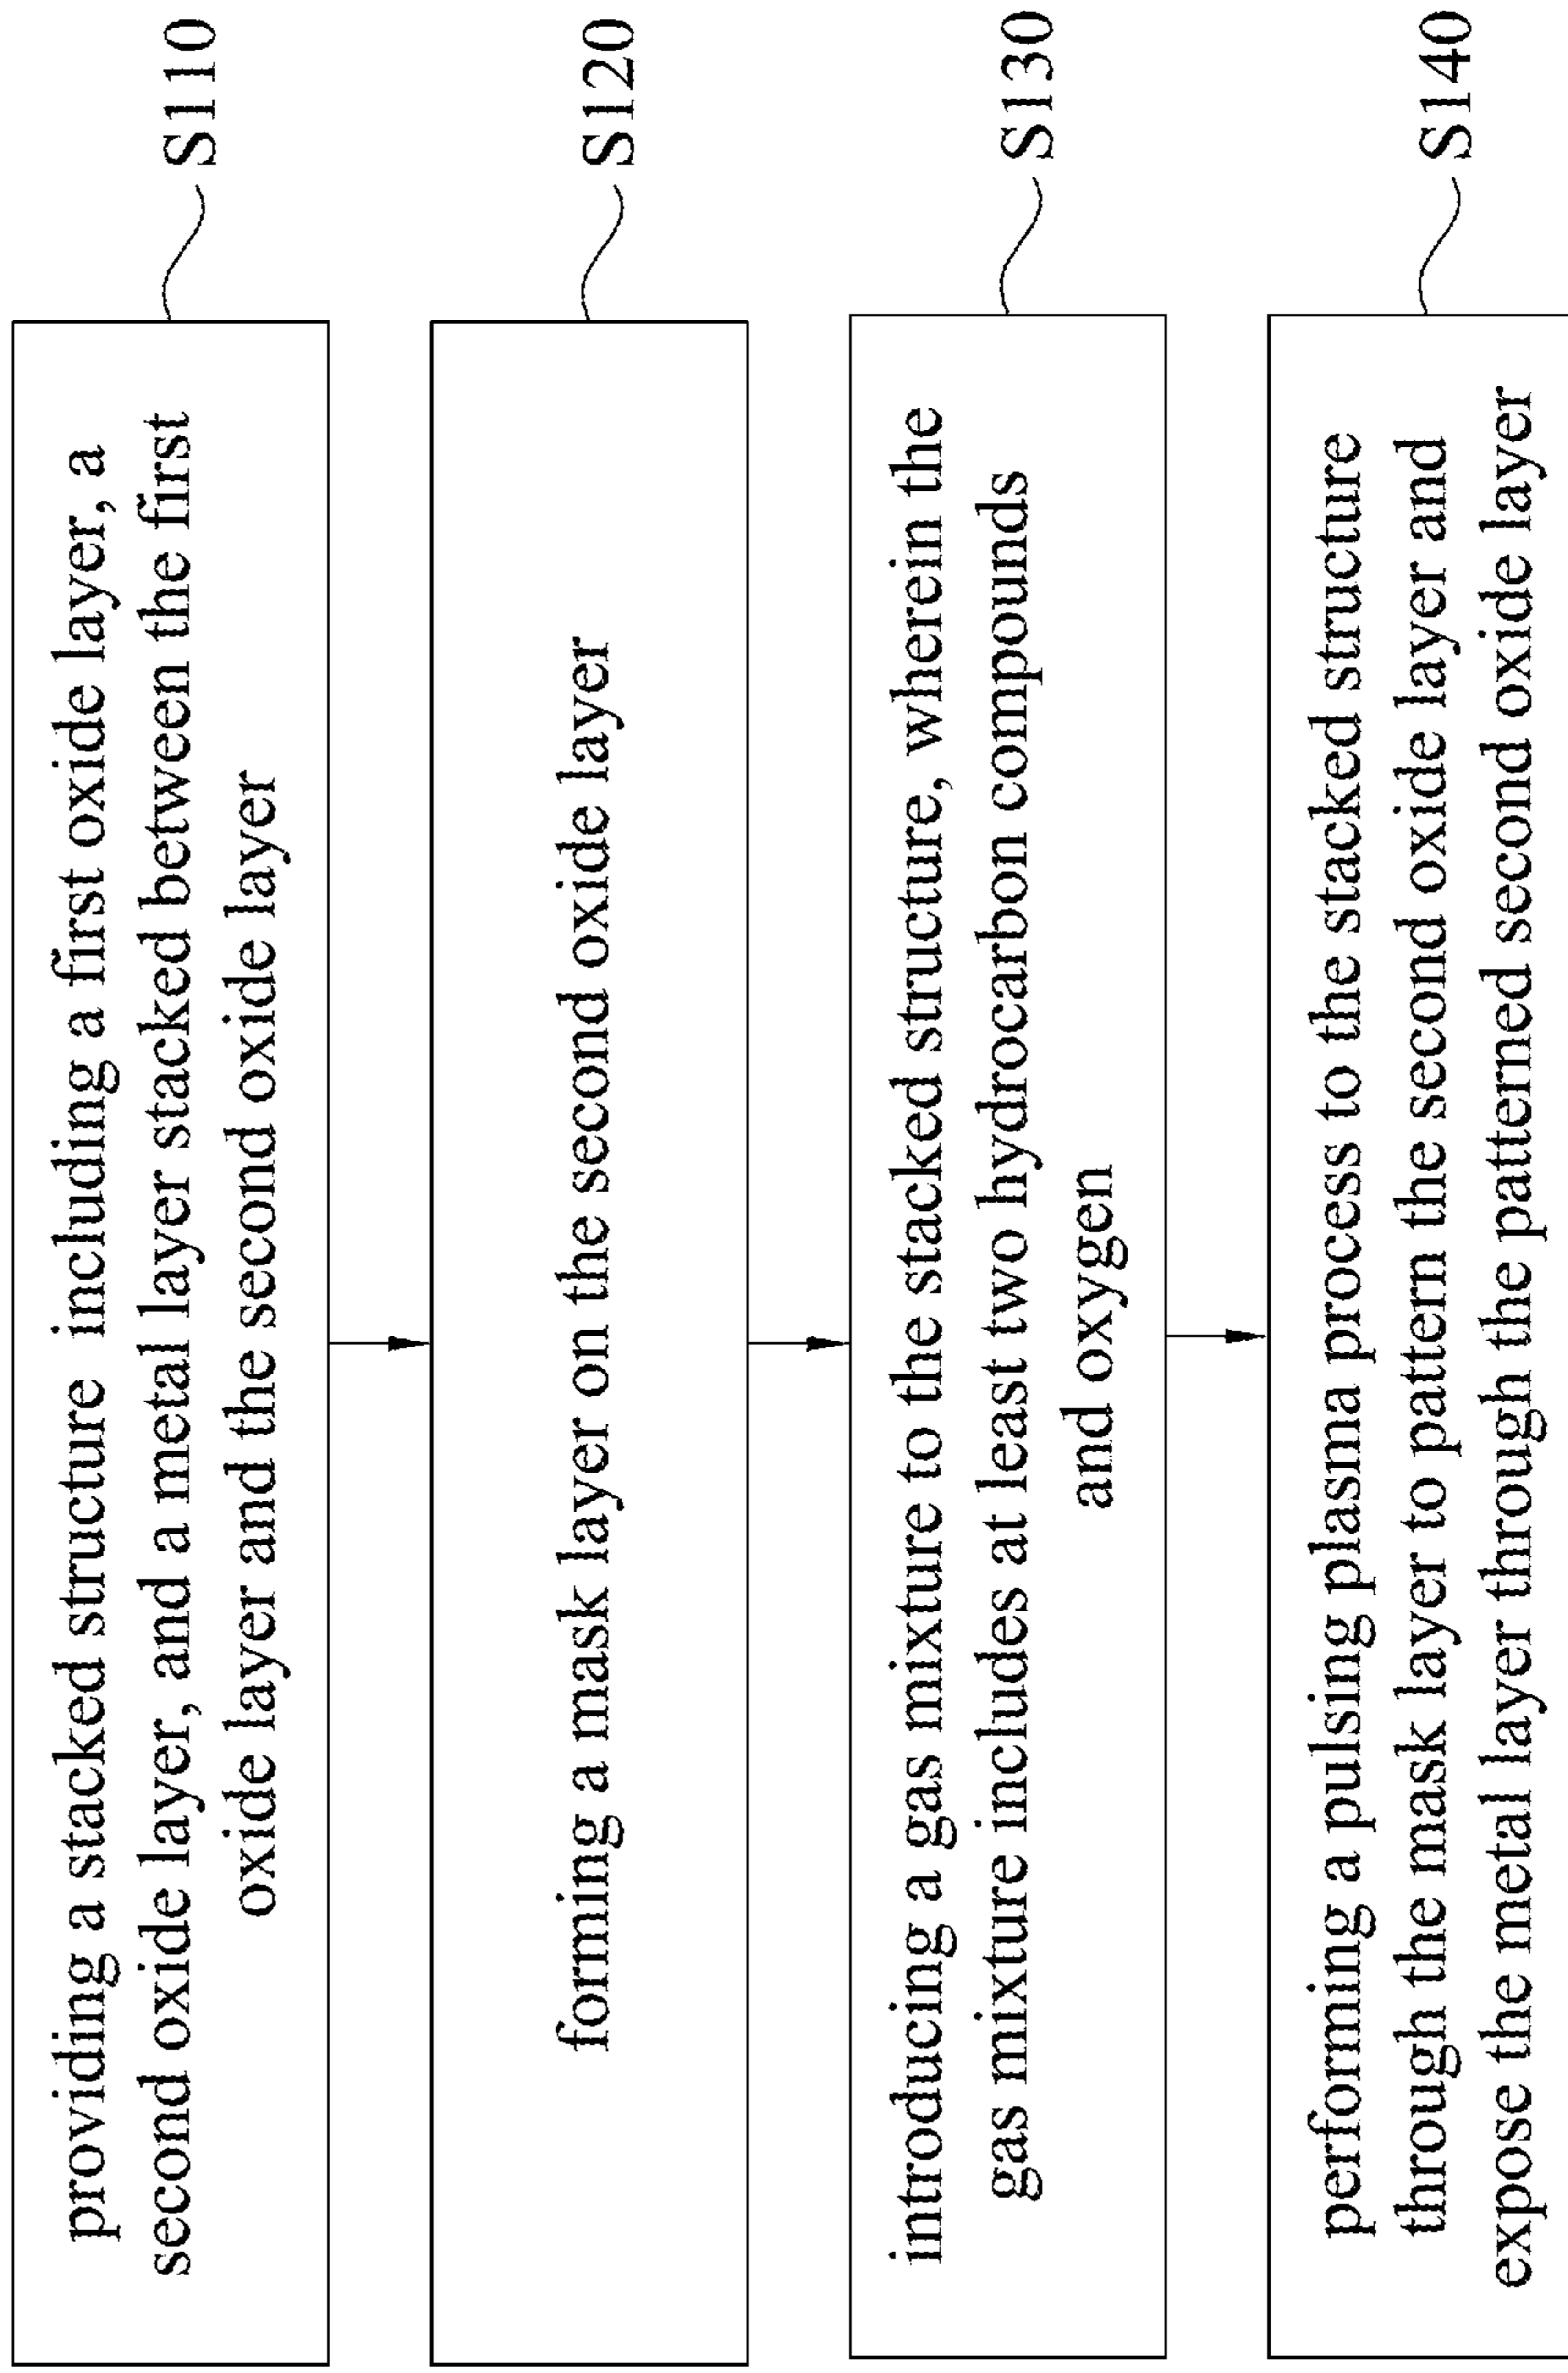 providing a stacked structure including a first oxide layer, a
second oxide layer, and a metal layer stacked between the first
oxide layer and the second oxide layer
S110
forming a mask layer on the second oxide layer
S120
introducing a gas mixture to the stacked structure, wherein the
gas mixture includes at least two hydrocarbon compounds
and oxygen
S130
performing a pulsing plasma process to the stacked structure
through the mask layer to pattern the second oxide layer and
expose the metal layer through the patterned second oxide layer
S140